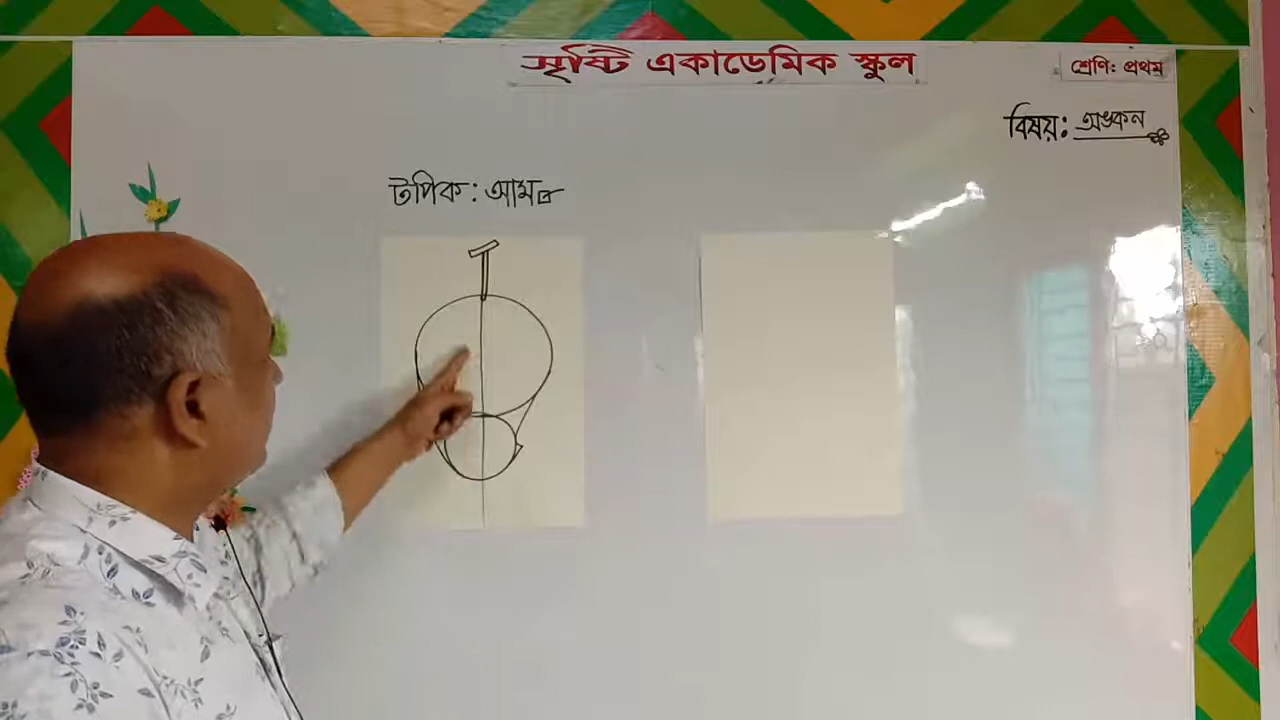 সৃষ্টি একাডেমিক স্কুল
শ্রেণি: প্রথম
বিষয়: অঙ্কন
টপিক: আম